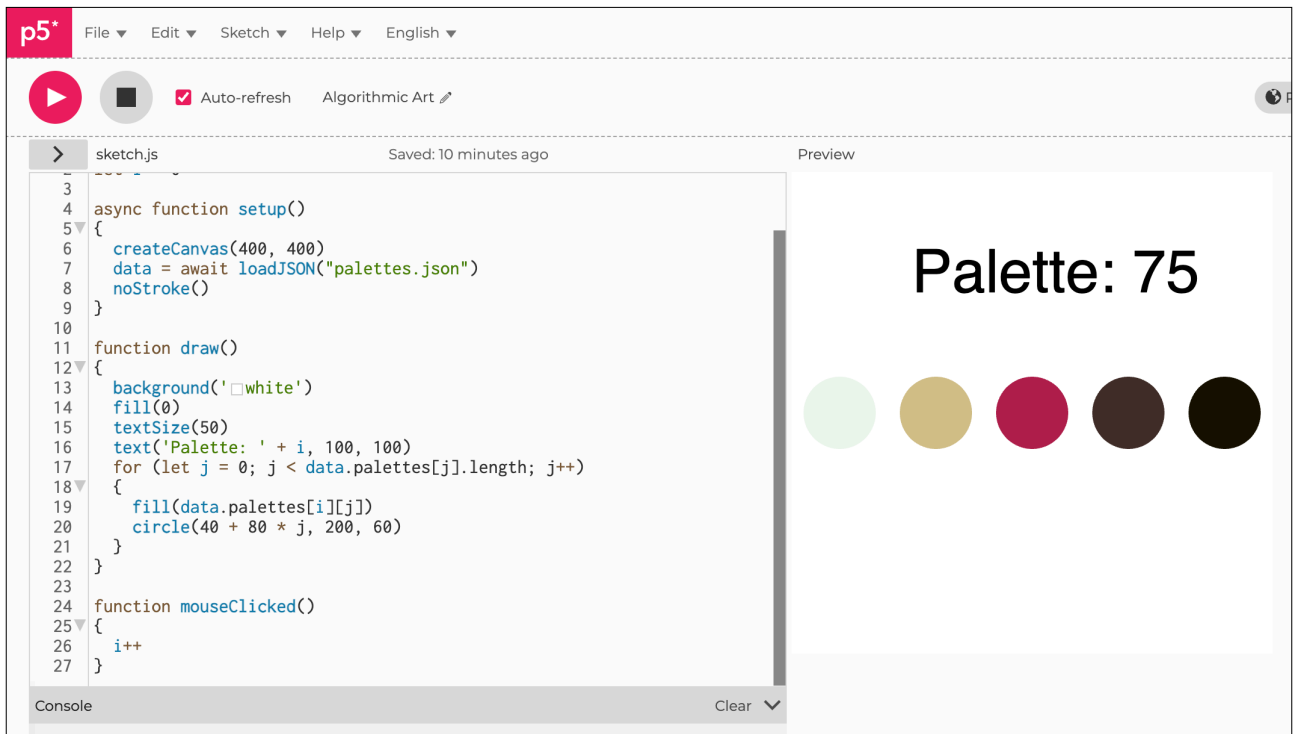 p5*
File ▾ Edit ▾ Sketch ▾ Help ▾ English ▾
Auto-refresh Algorithmic Art
sketch.js Saved: 10 minutes ago Preview
3
4 async function setup()
5 {
6 createCanvas(400, 400)
7 data = await loadJSON("palettes.json")
8 noStroke()
9 }
10
11 function draw()
12 {
13 background('white')
14 fill(0)
15 textSize(50)
16 text('Palette: ' + i, 100, 100)
17 for (let j = 0; j < data.palettes[j].length; j++)
18 {
19 fill(data.palettes[i][j])
20 circle(40 + 80 * j, 200, 60)
21 }
22 }
23
24 function mouseClicked()
25 {
26 i++
27 }
Palette: 75
Console Clear